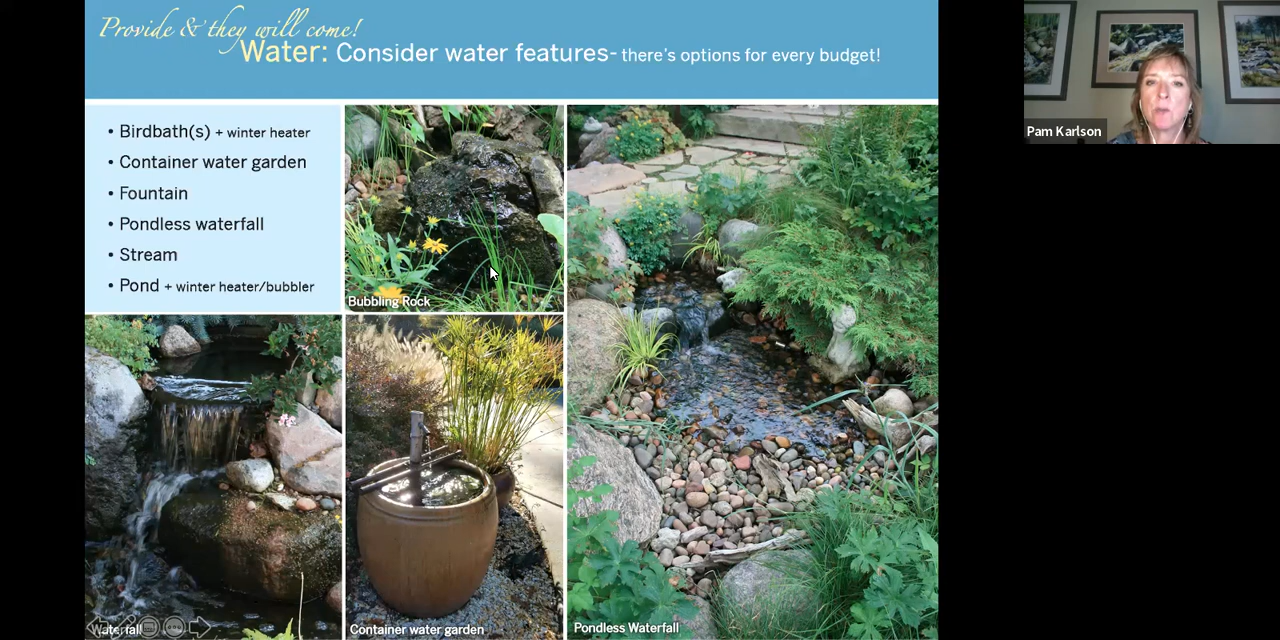 Provide & they will come!
Water: Consider water features- there's options for every budget!
• Birdbath(s) + winter heater
• Container water garden
• Fountain
• Pondless waterfall
• Stream
• Pond + winter heater/bubbler
Bubbling Rock
Waterfall
Container water garden
Pondless Waterfall
Pam Karlson